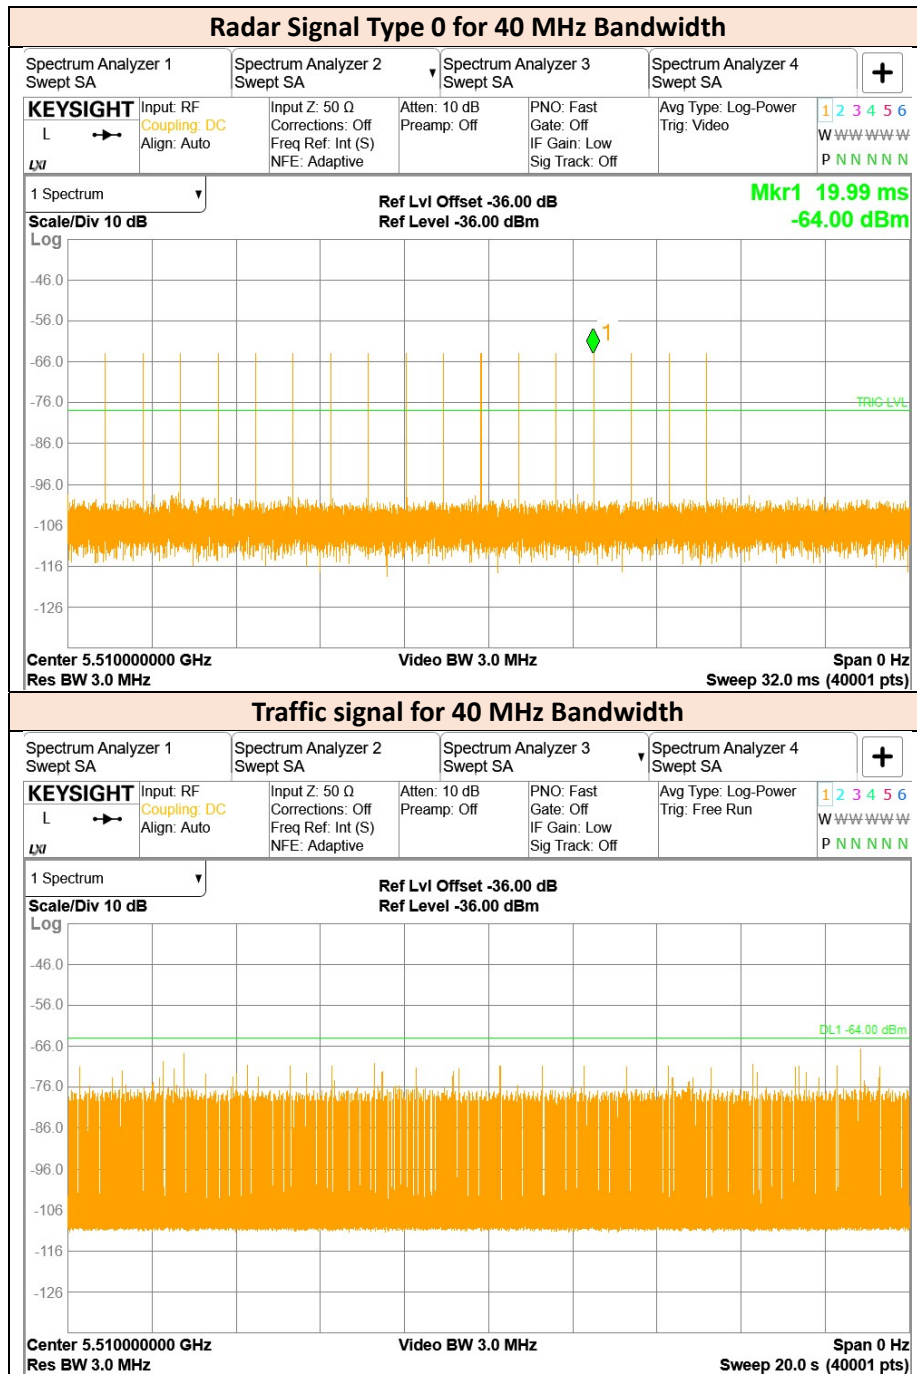 Radar Signal Type 0 for 40 MHz Bandwidth
Spectrum Analyzer 1 Spectrum Analyzer 2 Spectrum Analyzer 3 Spectrum Analyzer 4
Swept SA Swept SA Swept SA Swept SA
KEYSIGHT Input: RF Input Z: 50 Ω Atten: 10 dB PNO: Fast Avg Type: Log-Power 1 2 3 4 5 6
L Coupling: DC Corrections: Off Preamp: Off Gate: Off Trig: Video W W W W W W
Align: Auto Freq Ref: Int (S) IF Gain: Low
LXI NFE: Adaptive Sig Track: Off P N N N N N
1 Spectrum Ref Lvl Offset -36.00 dB Mkr1 19.99 ms
Scale/Div 10 dB Ref Level -36.00 dBm -64.00 dBm
Log
-46.0
-56.0
1
-66.0
-76.0
TRIG LVL
-86.0
-96.0
-106
-116
-126
Center 5.510000000 GHz Video BW 3.0 MHz Span 0 Hz
Res BW 3.0 MHz Sweep 32.0 ms (40001 pts)
Traffic signal for 40 MHz Bandwidth
Spectrum Analyzer 1 Spectrum Analyzer 2 Spectrum Analyzer 3 Spectrum Analyzer 4
Swept SA Swept SA Swept SA Swept SA
KEYSIGHT Input: RF Input Z: 50 Ω Atten: 10 dB PNO: Fast Avg Type: Log-Power 1 2 3 4 5 6
L Coupling: DC Corrections: Off Preamp: Off Gate: Off Trig: Free Run W W W W W W
Align: Auto Freq Ref: Int (S) IF Gain: Low
LXI NFE: Adaptive Sig Track: Off P N N N N N
1 Spectrum Ref Lvl Offset -36.00 dB
Scale/Div 10 dB Ref Level -36.00 dBm
Log
-46.0
-56.0
DL1 -64.00 dBm
-66.0
-76.0
-86.0
-96.0
-106
-116
-126
Center 5.510000000 GHz Video BW 3.0 MHz Span 0 Hz
Res BW 3.0 MHz Sweep 20.0 s (40001 pts)